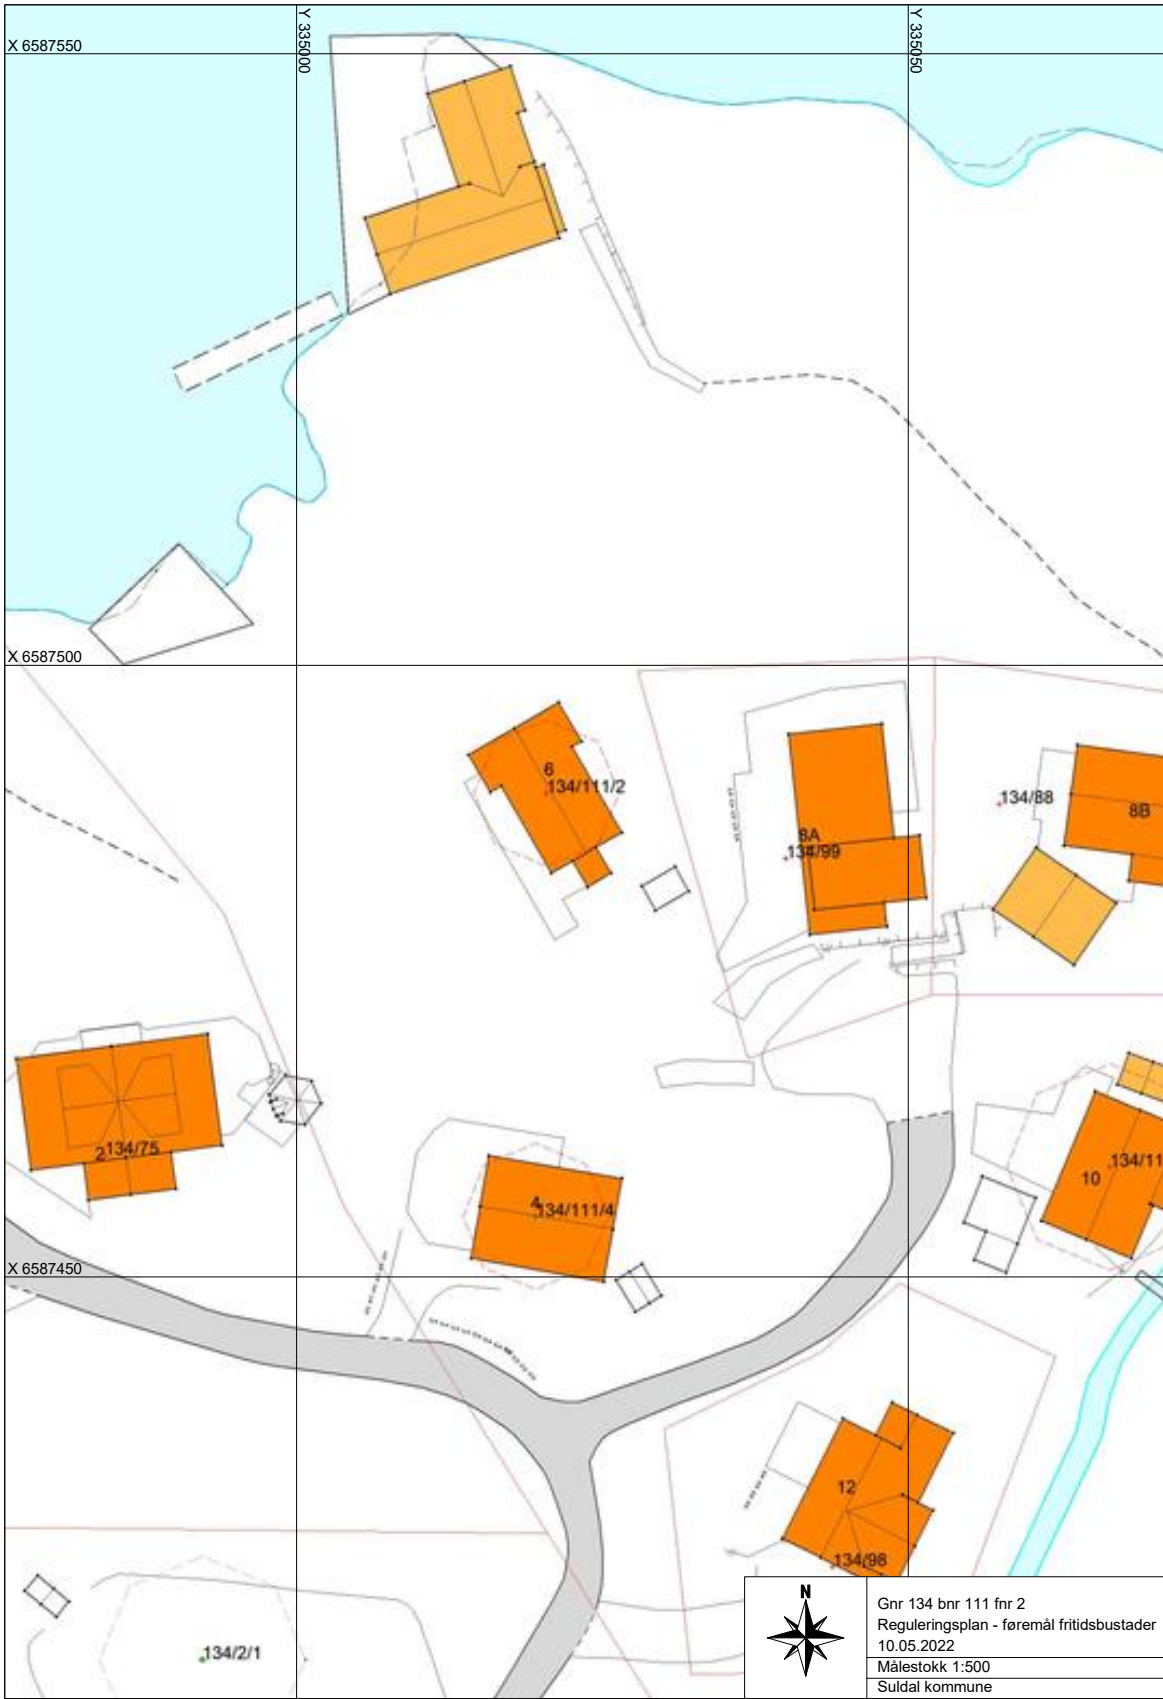 Y 335000
Y 335050
X 6587550
X 6587500
6
134/111/2
134/88
8B
8A
134/99
2
134/75
4
134/111/4
10
134/11
X 6587450
12
134/98
134/2/1
N
Gnr 134 bnr 111 fnr 2
Reguleringsplan - føremål fritidsbustader
10.05.2022
Målestokk 1:500
Suldal kommune